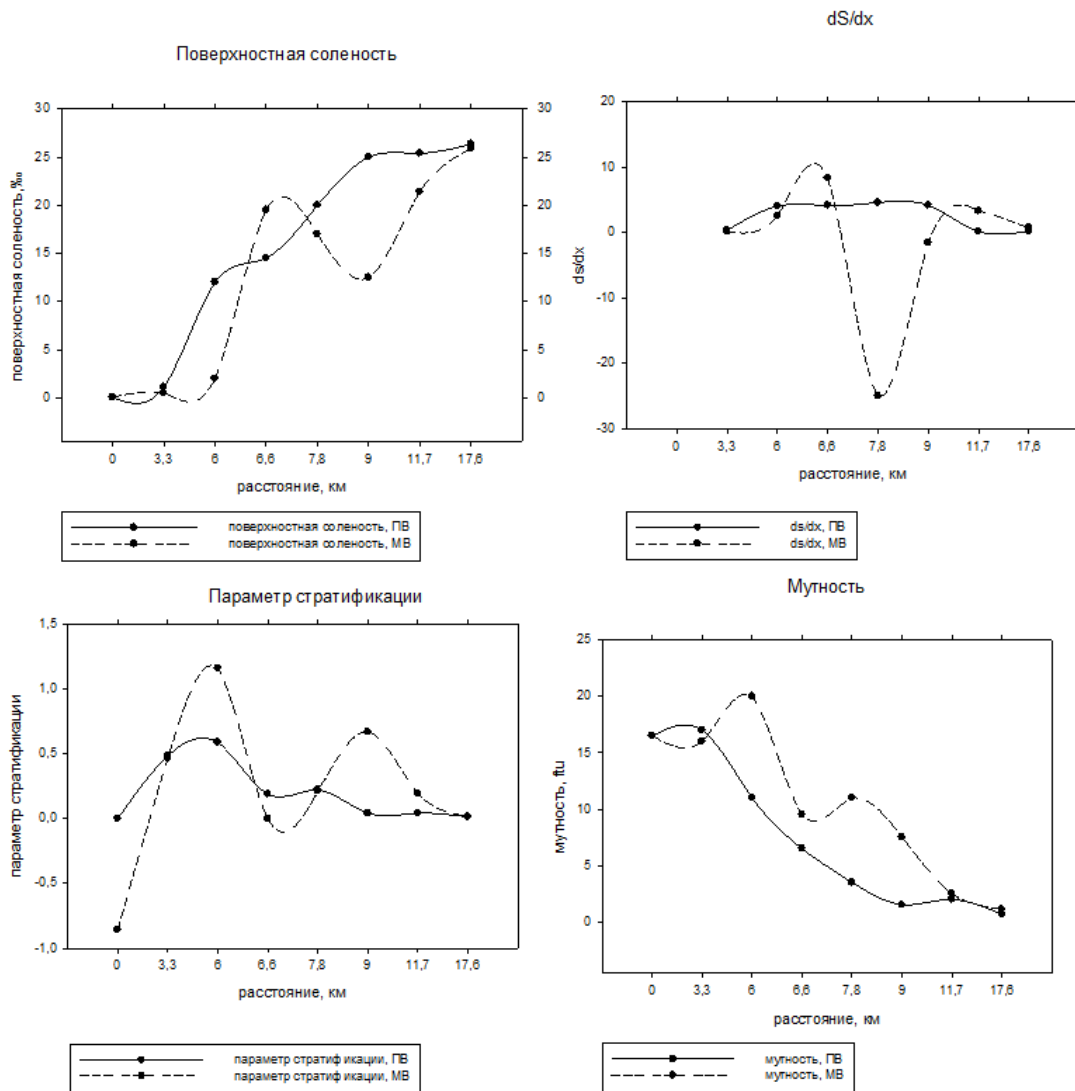 Поверхностная соленость
30
25
20
15
10
5
0
30
25
20
15
10
5
0
поверхностная соленость,‰
0 3,3 6 6,6 7,8 9 11,7 17,6
расстояние, км
поверхностная соленость, ПВ
поверхностная соленость, МВ
dS/dx
20
10
0
-10
-20
-30
ds/dx
0 3,3 6 6,6 7,8 9 11,7 17,6
расстояние, км
ds/dx, ПВ
ds/dx, МВ
Параметр стратификации
1,5
1,0
0,5
0,0
-0,5
-1,0
параметр стратификации
0 3,3 6 6,6 7,8 9 11,7 17,6
расстояние, км
параметр стратификации, ПВ
параметр стратификации, МВ
Мутность
25
20
15
10
5
0
мутность, ftu
0 3,3 6 6,6 7,8 9 11,7 17,6
расстояние, км
мутность, ПВ
мутность, МВ